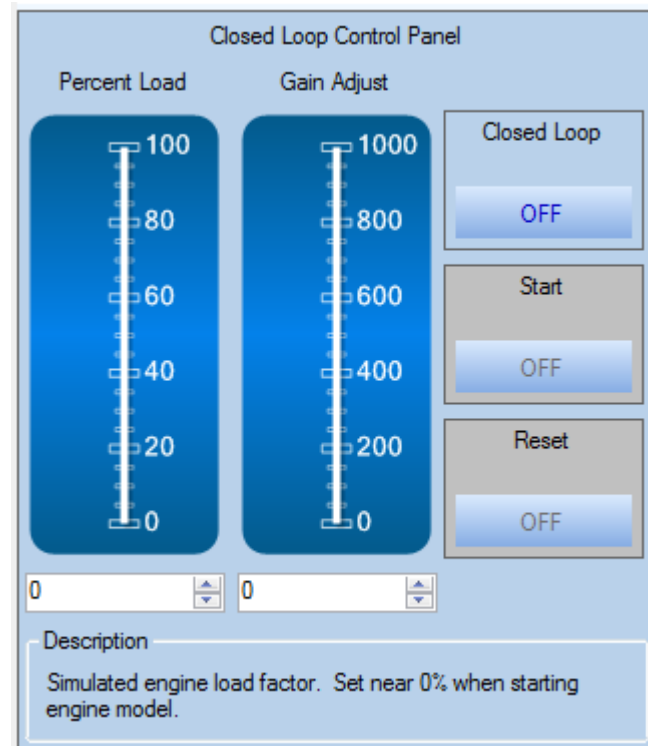 Closed Loop Control Panel
Percent Load
Gain Adjust
100
80
60
40
20
0
1000
800
600
400
200
0
Closed Loop
OFF
Start
OFF
Reset
OFF
0
0
Description
Simulated engine load factor.  Set near 0% when starting
engine model.